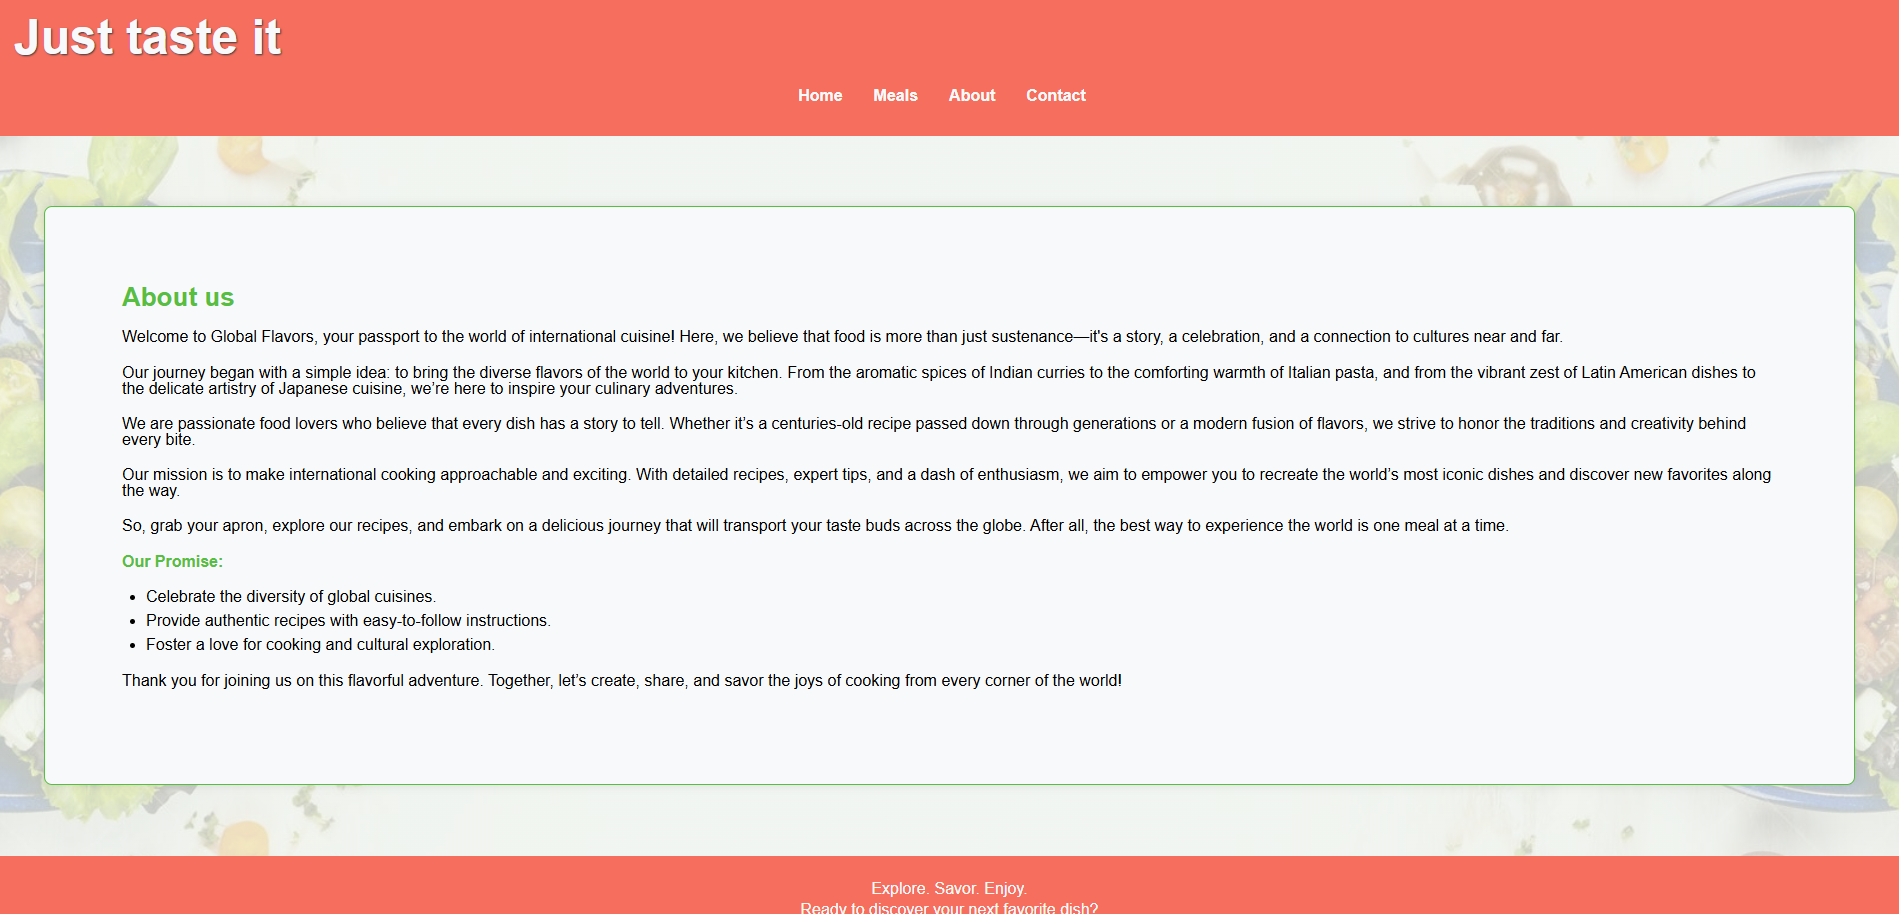 Just taste it
Home Meals About Contact
About us
Welcome to Global Flavors, your passport to the world of international cuisine! Here, we believe that food is more than just sustenance—it's a story, a celebration, and a connection to cultures near and far.
Our journey began with a simple idea: to bring the diverse flavors of the world to your kitchen. From the aromatic spices of Indian curries to the comforting warmth of Italian pasta, and from the vibrant zest of Latin American dishes to
the delicate artistry of Japanese cuisine, we’re here to inspire your culinary adventures.
We are passionate food lovers who believe that every dish has a story to tell. Whether it’s a centuries-old recipe passed down through generations or a modern fusion of flavors, we strive to honor the traditions and creativity behind
every bite.
Our mission is to make international cooking approachable and exciting. With detailed recipes, expert tips, and a dash of enthusiasm, we aim to empower you to recreate the world’s most iconic dishes and discover new favorites along
the way.
So, grab your apron, explore our recipes, and embark on a delicious journey that will transport your taste buds across the globe. After all, the best way to experience the world is one meal at a time.
Our Promise:
• Celebrate the diversity of global cuisines.
• Provide authentic recipes with easy-to-follow instructions.
• Foster a love for cooking and cultural exploration.
Thank you for joining us on this flavorful adventure. Together, let’s create, share, and savor the joys of cooking from every corner of the world!
Explore. Savor. Enjoy.
Ready to discover your next favorite dish?